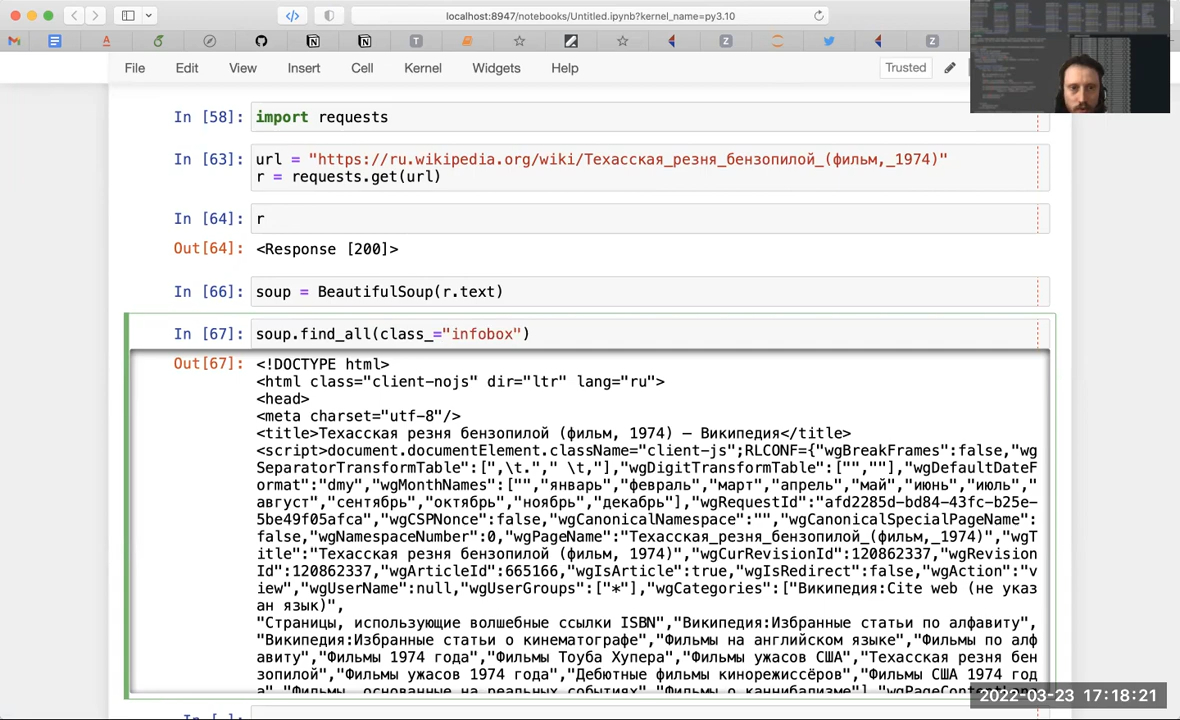 localhost:8947/notebooks/Untitled.ipynb?kernel_name=py3.10
File Edit View Insert Cell Kernel Widgets Help Trusted
In [58]: import requests
In [63]: url = "https://ru.wikipedia.org/wiki/Техасская_резня_бензопилой_(фильм,_1974)"
r = requests.get(url)
In [64]: r
Out[64]: <Response [200]>
In [66]: soup = BeautifulSoup(r.text)
In [67]: soup.find_all(class_="infobox")
Out[67]: <!DOCTYPE html>
<html class="client-nojs" dir="ltr" lang="ru">
<head>
<meta charset="utf-8"/>
<title>Техасская резня бензопилой (фильм, 1974) — Википедия</title>
<script>document.documentElement.className="client-js";RLCONF={"wgBreakFrames":false,"wg
SeparatorTransformTable":[",\t."," \t,"],"wgDigitTransformTable":["",""],"wgDefaultDateF
ormat":"dmy","wgMonthNames":["","январь","февраль","март","апрель","май","июнь","июль","
август","сентябрь","октябрь","ноябрь","декабрь"],"wgRequestId":"afd2285d-bd84-43fc-b25e-
5be49f05afca","wgCSPNonce":false,"wgCanonicalNamespace":"","wgCanonicalSpecialPageName":
false,"wgNamespaceNumber":0,"wgPageName":"Техасская_резня_бензопилой_(фильм,_1974)","wgT
itle":"Техасская резня бензопилой (фильм, 1974)","wgCurRevisionId":120862337,"wgRevision
Id":120862337,"wgArticleId":665166,"wgIsArticle":true,"wgIsRedirect":false,"wgAction":"v
iew","wgUserName":null,"wgUserGroups":["*"],"wgCategories":["Википедия:Cite web (не указ
ан язык)",
"Страницы, использующие волшебные ссылки ISBN","Википедия:Избранные статьи по алфавиту",
"Википедия:Избранные статьи о кинематографе","Фильмы на английском языке","Фильмы по алф
авиту","Фильмы 1974 года","Фильмы Тоуба Хупера","Фильмы ужасов США","Техасская резня бен
зопилой","Фильмы ужасов 1974 года","Дебютные фильмы кинорежиссёров","Фильмы США 1974 год
а","Фильмы, основанные на реальных событиях","Фильмы о каннибализме"],
2022-03-23 17:18:21